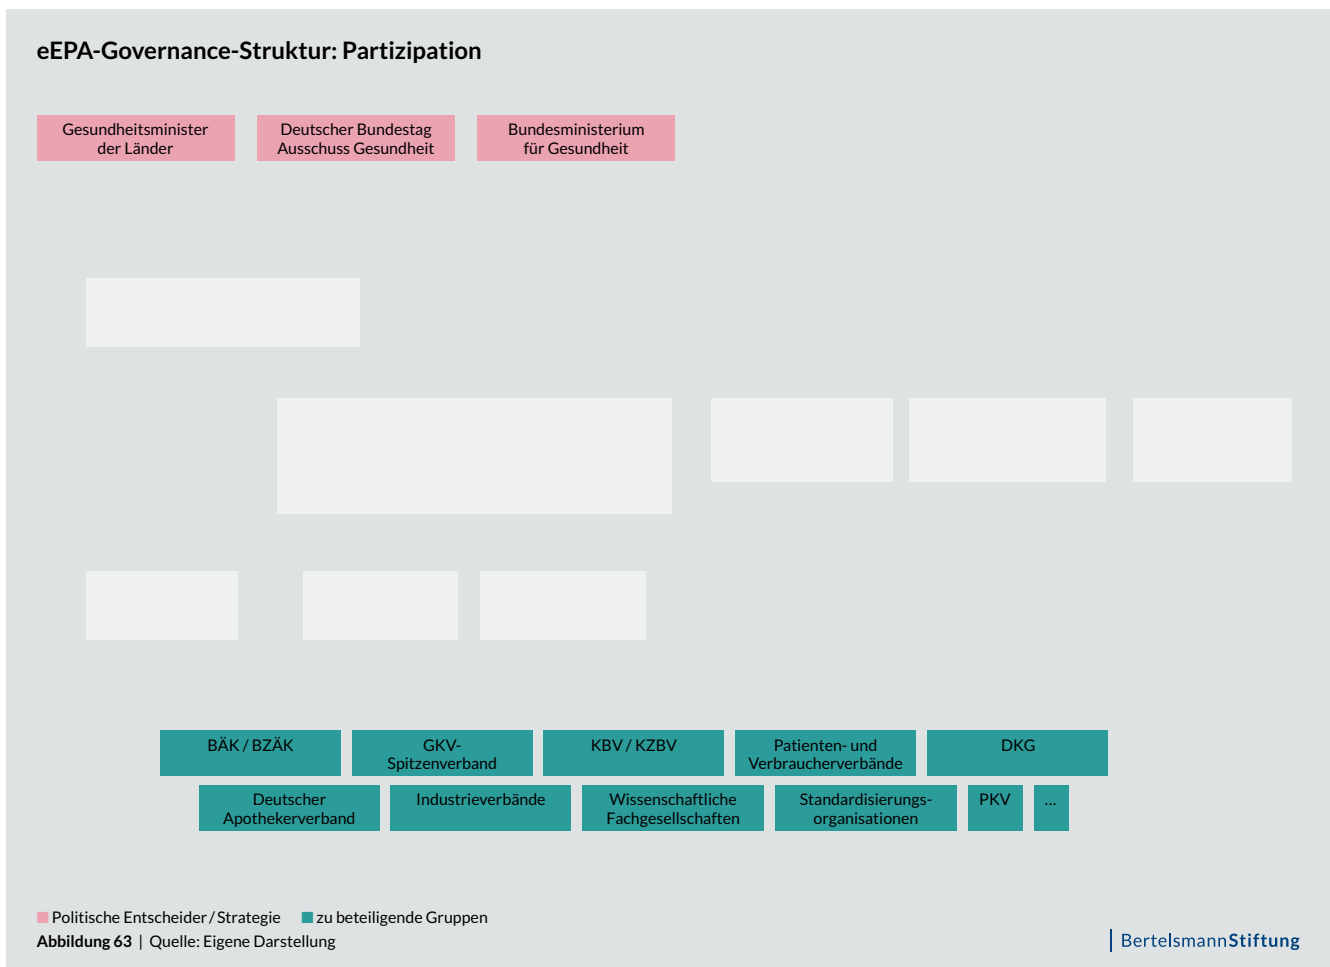 eEPA-Governance-Struktur: Partizipation
Gesundheitsminister
der Länder
Deutscher Bundestag
Ausschuss Gesundheit
Bundesministerium
für Gesundheit
BÄK / BZÄK
GKV-
Spitzenverband
KBV / KZBV
Patienten- und
Verbraucherverbände
DKG
Deutscher
Apothekerverband
Industrieverbände
Wissenschaftliche
Fachgesellschaften
Standardisierungs-
organisationen
PKV
...
Politische Entscheider / Strategie
zu beteiligende Gruppen
Abbildung 63 | Quelle: Eigene Darstellung
BertelsmannStiftung